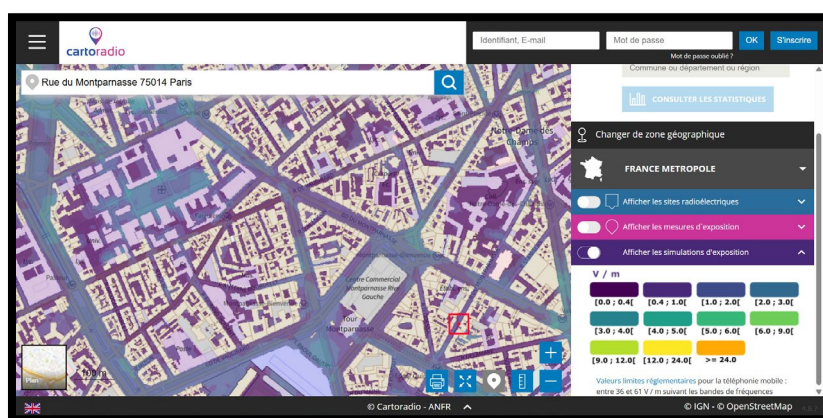 cartoradio
Identifiant, E-mail
Mot de passe
OK
S'inscrire
Mot de passe oublié ?
Rue du Montparnasse 75014 Paris
Commune ou département ou région
CONSULTER LES STATISTIQUES
Changer de zone géographique
FRANCE METROPOLE
Afficher les sites radioélectriques
Afficher les mesures d'exposition
Afficher les simulations d'exposition
V / m
[0.0 ; 0.4[
[0.4 ; 1.0[
[1.0 ; 2.0[
[2.0 ; 3.0[
[3.0 ; 4.0[
[4.0 ; 5.0[
[5.0 ; 6.0[
[6.0 ; 9.0[
[9.0 ; 12.0[
[12.0 ; 24.0[
>= 24.0
Valeurs limites réglementaires pour la téléphonie mobile :
entre 36 et 61 V / m suivant les bandes de fréquences
Notre-Dame des
Champs
Centre Commercial
Montparnasse Rive
Gauche
Tour
Montparnasse
Plan
100 m
© Cartoradio - ANFR
© IGN - © OpenStreetMap